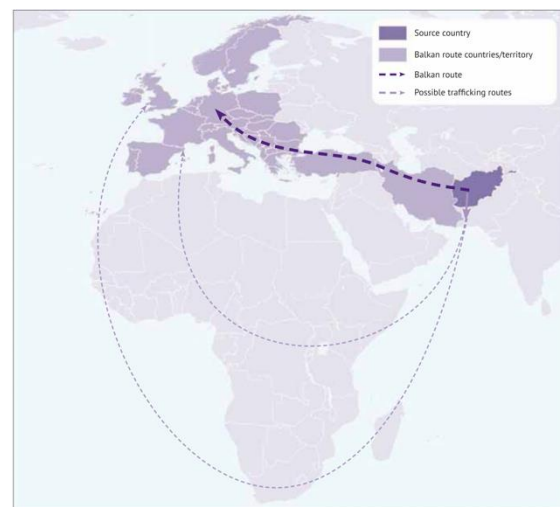 Source country
Balkan route countries/territory
Balkan route
Possible trafficking routes